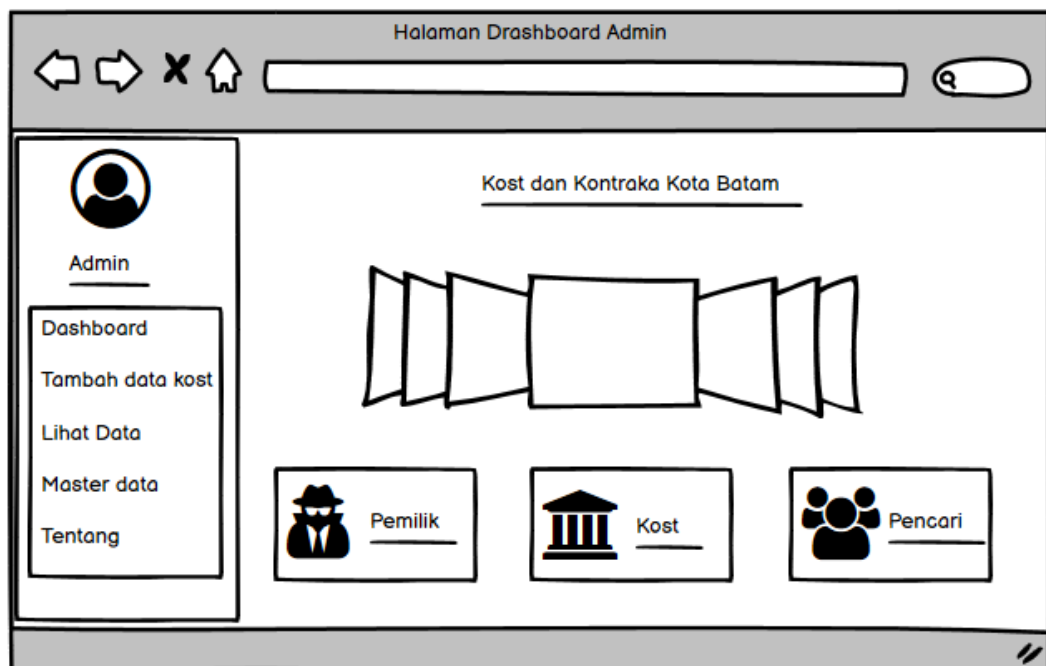 Halaman Drashboard Admin
Kost dan Kontraka Kota Batam
Admin
Dashboard
Tambah data kost
Lihat Data
Master data
Tentang
Pemilik
Kost
Pencari